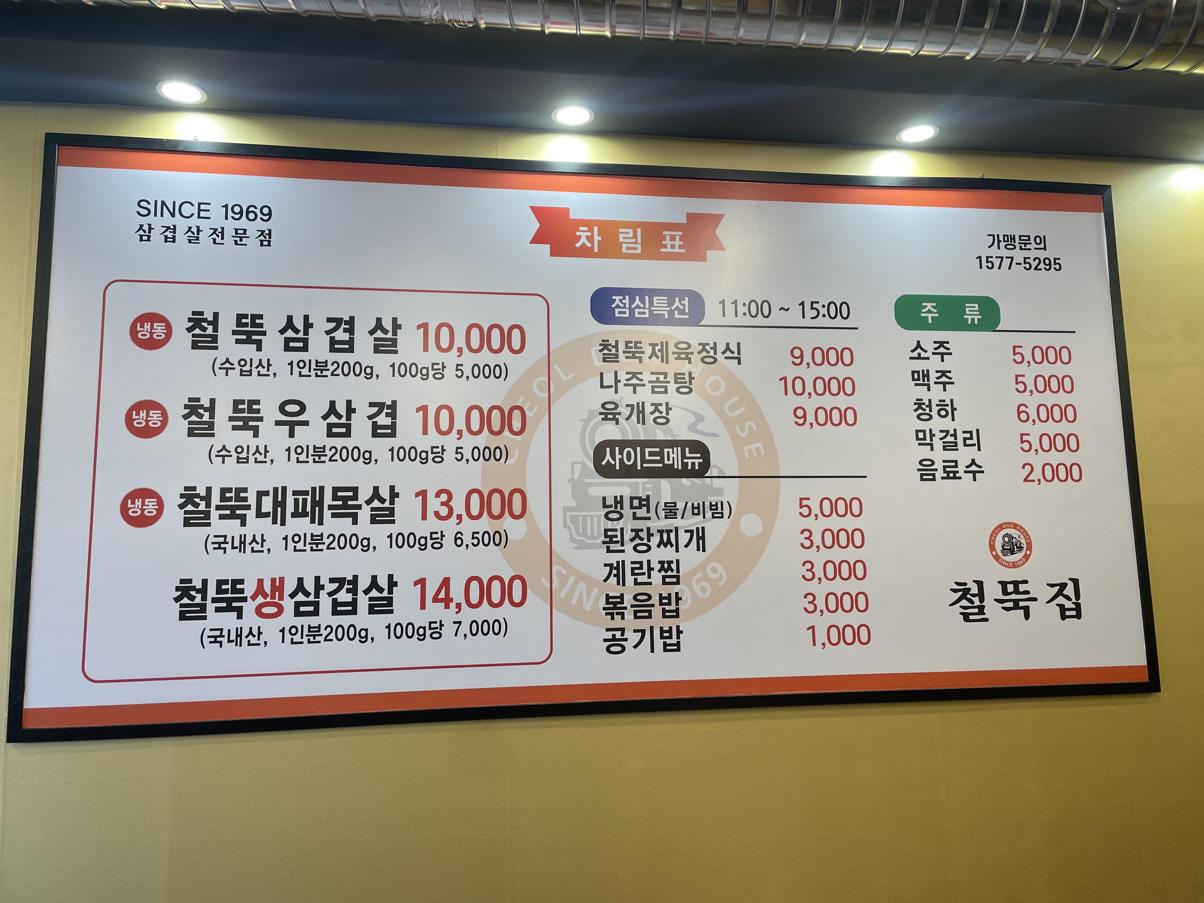 SINCE 1969
삼겹살전문점
차림표
가맹문의
1577-5295
냉동 철뚝삼겹살 10,000
(수입산, 1인분200g, 100g당 5,000)
냉동 철뚝우삼겹 10,000
(수입산, 1인분200g, 100g당 5,000)
냉동 철뚝대패목살 13,000
(국내산, 1인분200g, 100g당 6,500)
철뚝생삼겹살 14,000
(국내산, 1인분200g, 100g당 7,000)
점심특선 11:00 ~ 15:00
철뚝제육정식 9,000
나주곰탕 10,000
육개장 9,000
사이드메뉴
냉면(물/비빔) 5,000
된장찌개 3,000
계란찜 3,000
볶음밥 3,000
공기밥 1,000
주류
소주 5,000
맥주 5,000
청하 6,000
막걸리 5,000
음료수 2,000
SINCE 1969
철뚝집